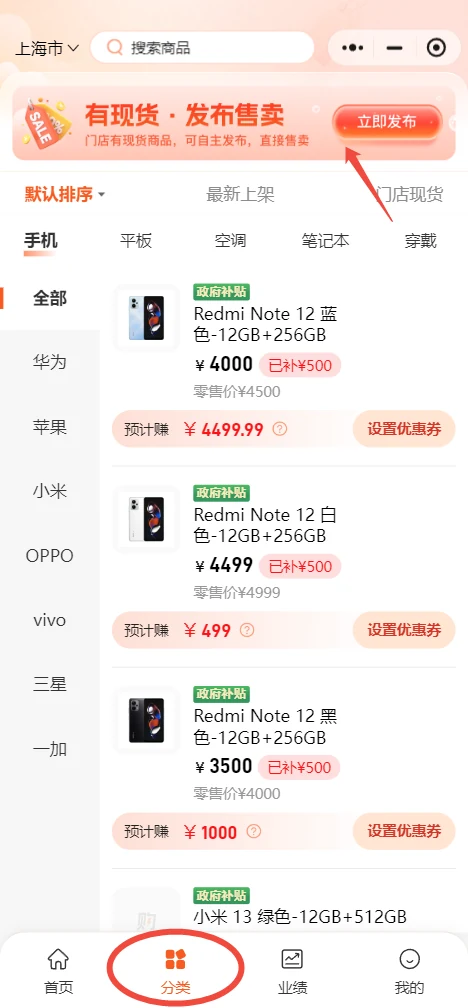 上海市
搜索商品
SALE
%
有现货·发布售卖
门店有现货商品，可自主发布，直接售卖
立即发布
默认排序
最新上架
门店现货
手机
平板
空调
笔记本
穿戴
全部
华为
苹果
小米
OPPO
vivo
三星
一加
政府补贴
Redmi Note 12 蓝
色-12GB+256GB
¥ 4000 已补¥500
零售价¥4500
预计赚 ¥ 4499.99 ?
设置优惠券
政府补贴
Redmi Note 12 白
色-12GB+256GB
¥ 4499 已补¥500
零售价¥4999
预计赚 ¥ 499 ?
设置优惠券
政府补贴
Redmi Note 12 黑
色-12GB+256GB
¥ 3500 已补¥500
零售价¥4000
预计赚 ¥ 1000 ?
设置优惠券
购
政府补贴
小米 13 绿色-12GB+512GB
首页
分类
业绩
我的